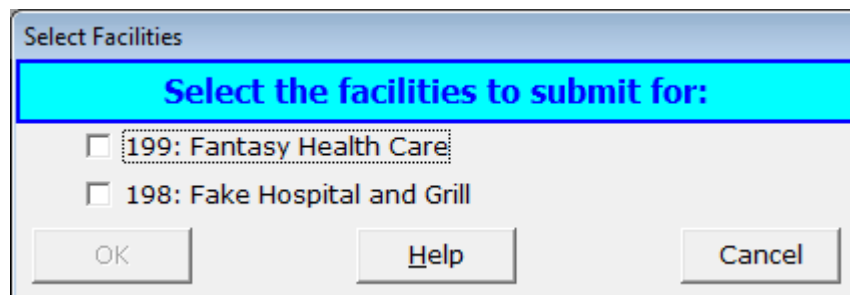 Select Facilities
Select the facilities to submit for:
199: Fantasy Health Care
198: Fake Hospital and Grill
OK Help Cancel